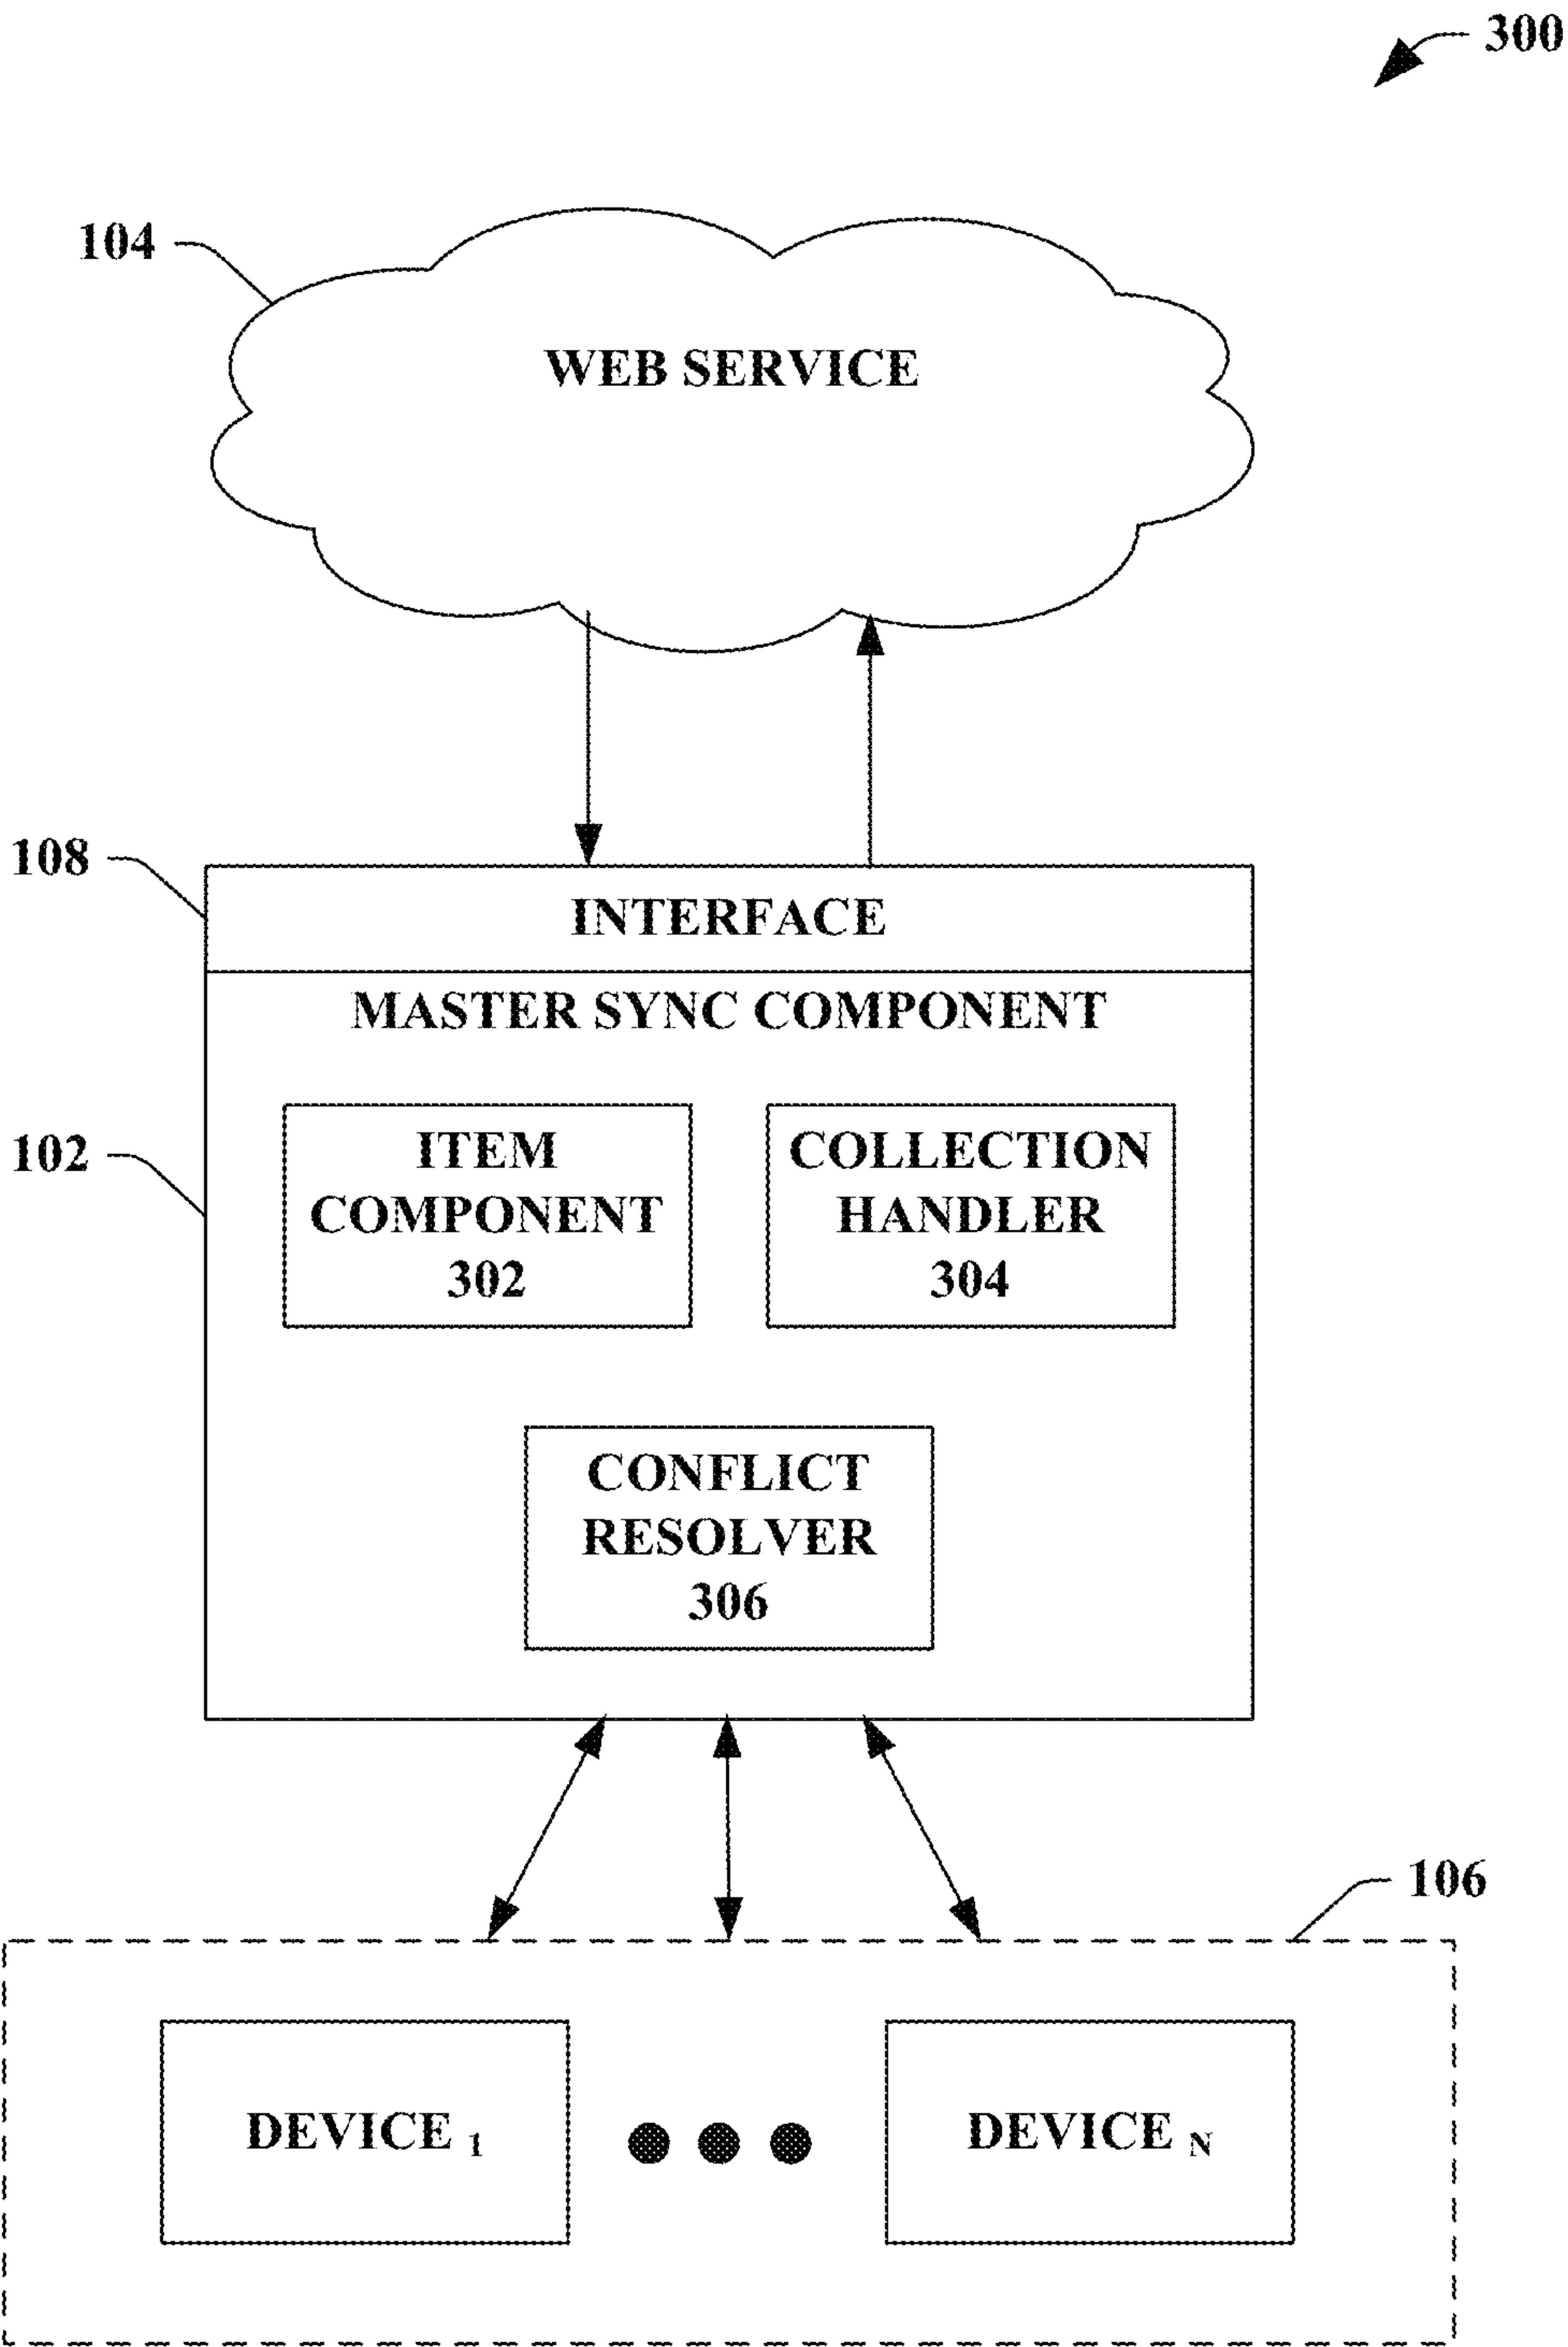 300
104
WEB SERVICE
108
INTERFACE
MASTER SYNC COMPONENT
102
ITEM
COMPONENT
302
COLLECTION
HANDLER
304
CONFLICT
RESOLVER
306
106
DEVICE 1
DEVICE N